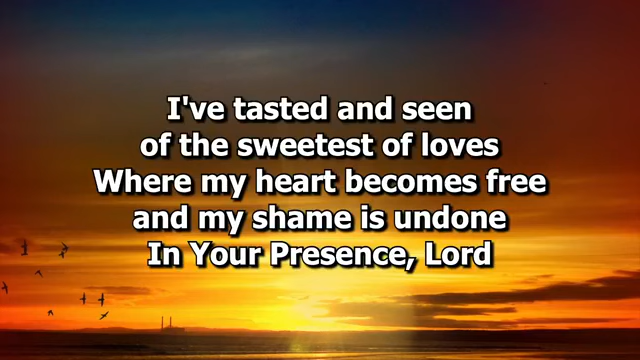 I've tasted and seen
of the sweetest of loves
Where my heart becomes free
and my shame is undone
In Your Presence, Lord